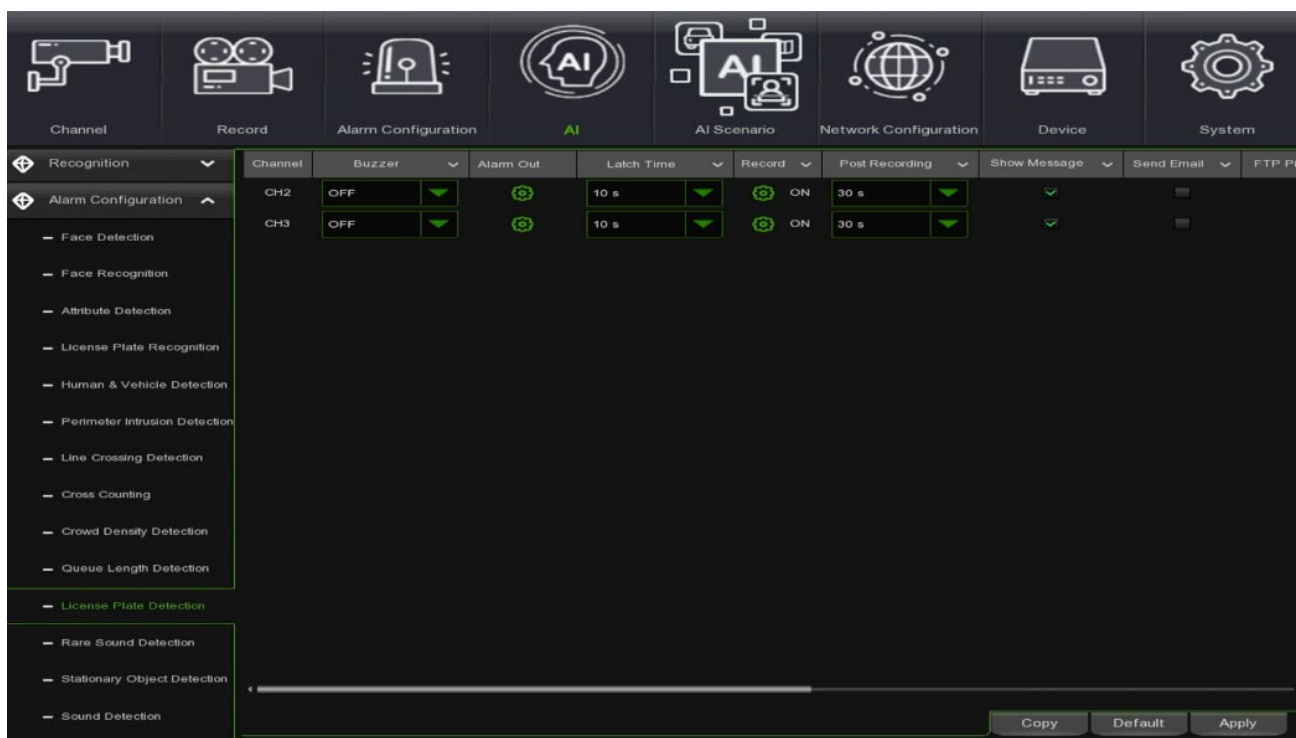 AI
AI
Channel
Record
Alarm Configuration
AI
AI Scenario
Network Configuration
Device
System
Recognition
Alarm Configuration
Face Detection
Face Recognition
Attribute Detection
License Plate Recognition
Human & Vehicle Detection
Perimeter Intrusion Detection
Line Crossing Detection
Cross Counting
Crowd Density Detection
Queue Length Detection
License Plate Detection
Rare Sound Detection
Stationary Object Detection
Sound Detection
Channel Buzzer Alarm Out Latch Time Record Post Recording Show Message Send Email FTP Pi
CH2 OFF 10 s ON 30 s
CH3 OFF 10 s ON 30 s
Copy Default Apply